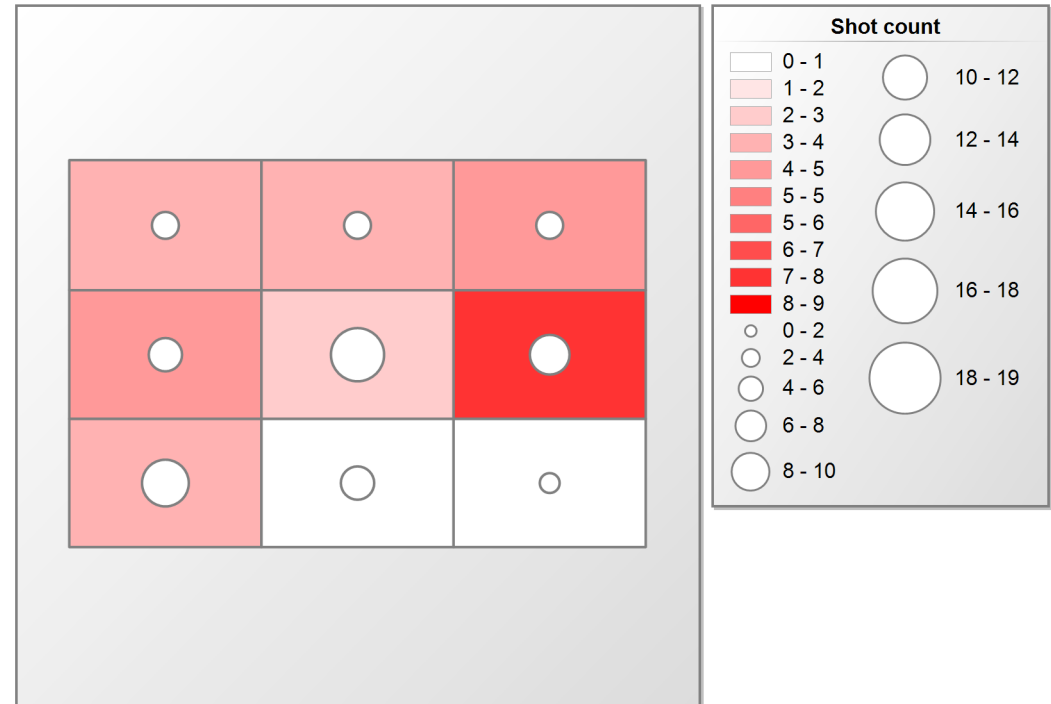 Shot count
0 - 1
1 - 2
2 - 3
3 - 4
4 - 5
5 - 5
5 - 6
6 - 7
7 - 8
8 - 9
0 - 2
2 - 4
4 - 6
6 - 8
8 - 10
10 - 12
12 - 14
14 - 16
16 - 18
18 - 19